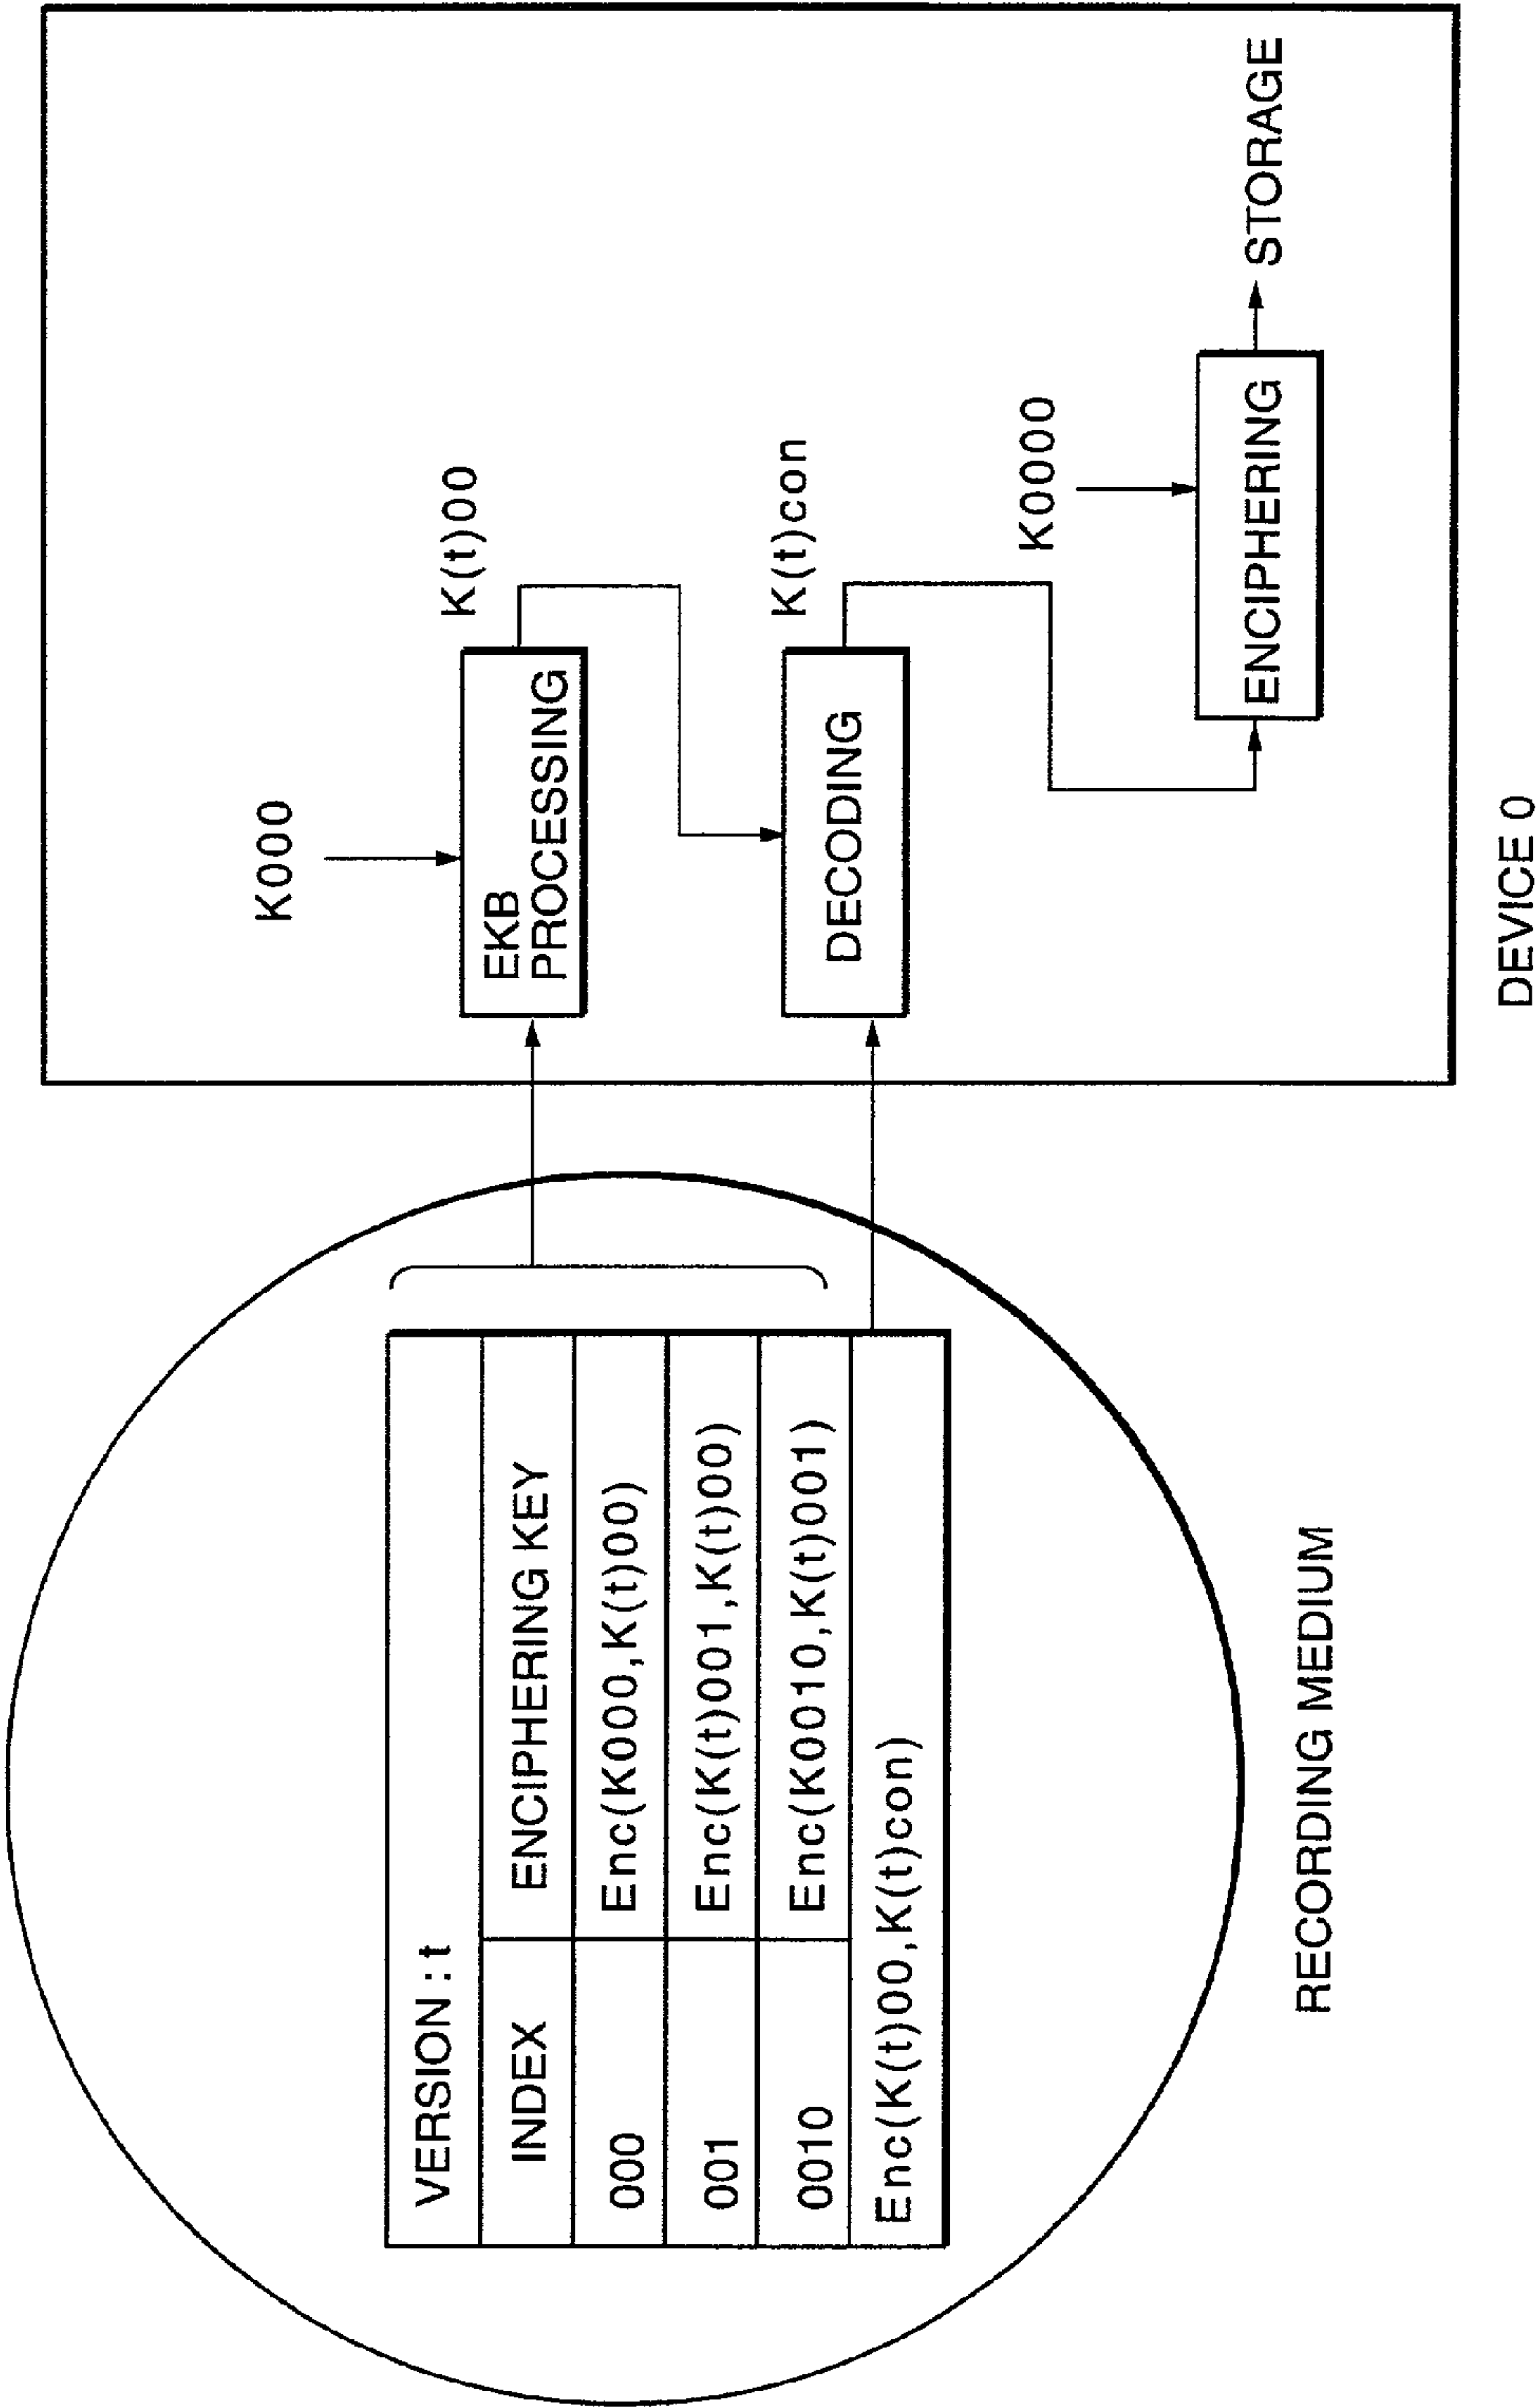 VERSION : t
INDEX ENCIPHERING KEY
000 Enc(K000,K(t)00)
001 Enc(K(t)001,K(t)00)
0010 Enc(K0010,K(t)001)
Enc(K(t)00,K(t)con)
RECORDING MEDIUM
K000
EKB
PROCESSING
K(t)00
DECODING
K(t)con
K0000
ENCIPHERING
STORAGE
DEVICE 0